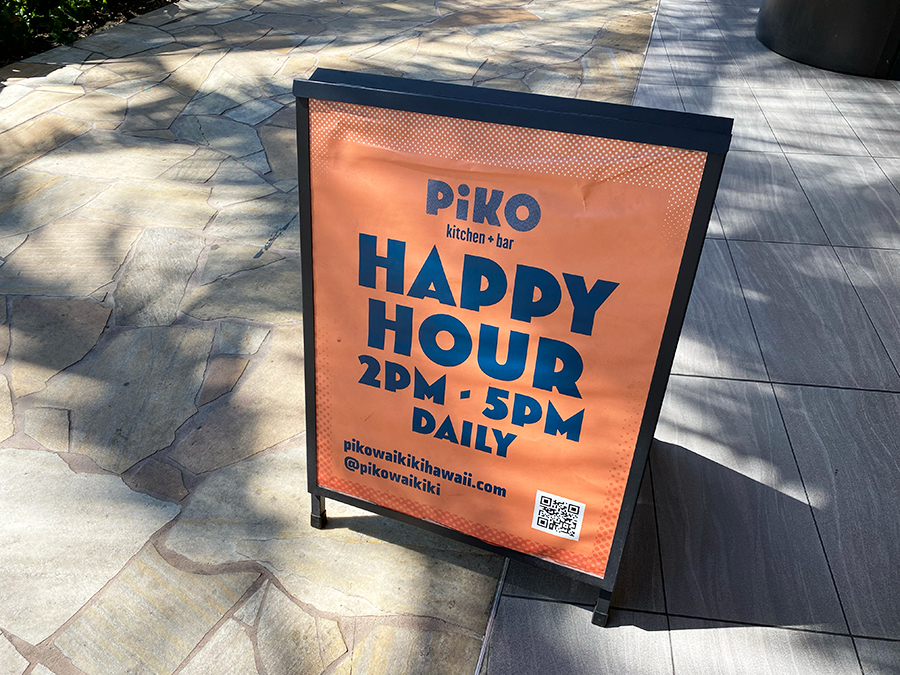 PiKO
kitchen + bar
HAPPY
HOUR
2PM - 5PM
DAILY
pikowaikikihawaii.com
@pikowaikiki